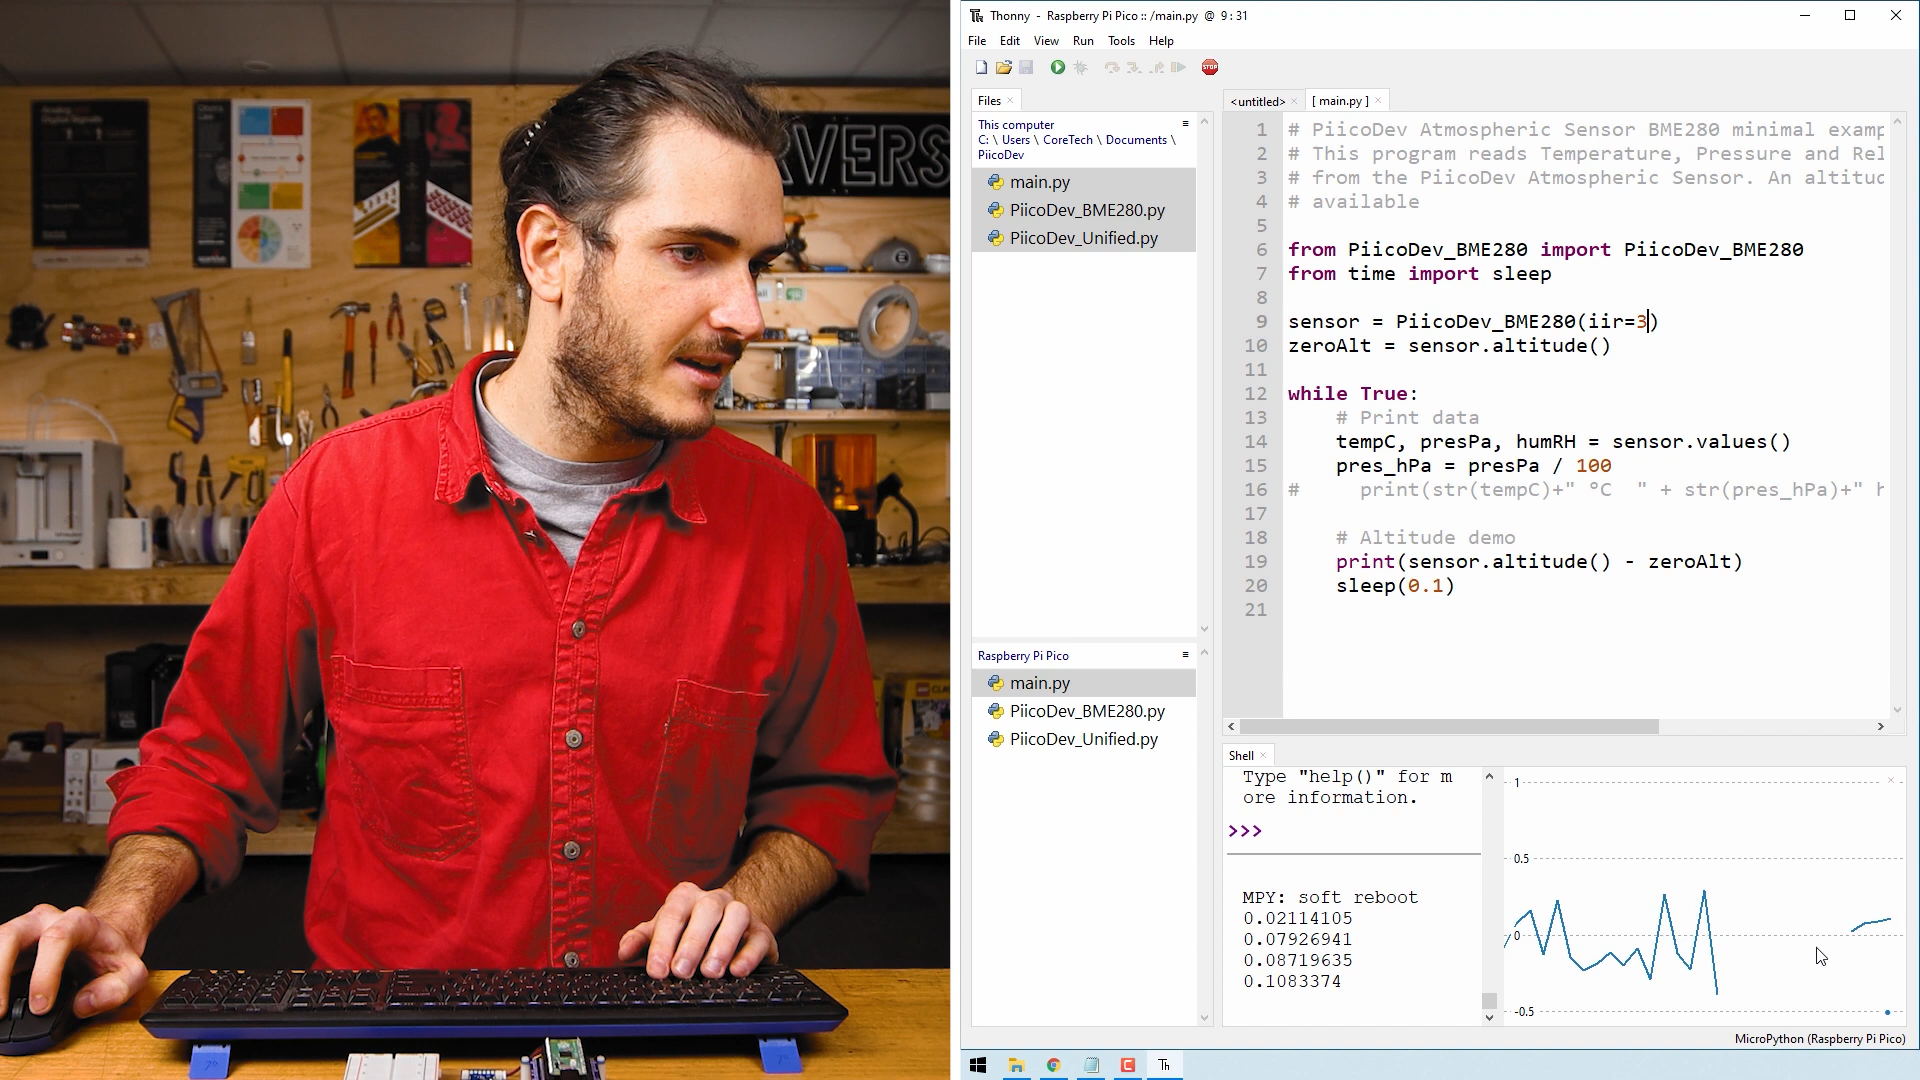 VERS
Thonny - Raspberry Pi Pico :: /main.py @ 9 : 31
File Edit View Run Tools Help
STOP
Files
This computer
C: \ Users \ CoreTech \ Documents \
PiicoDev
main.py
PiicoDev_BME280.py
PiicoDev_Unified.py
Raspberry Pi Pico
main.py
PiicoDev_BME280.py
PiicoDev_Unified.py
<untitled> [ main.py ]
1 # PiicoDev Atmospheric Sensor BME280 minimal examp
2 # This program reads Temperature, Pressure and Rel
3 # from the PiicoDev Atmospheric Sensor. An altitud
4 # available
5
6 from PiicoDev_BME280 import PiicoDev_BME280
7 from time import sleep
8
9 sensor = PiicoDev_BME280(iir=3)
10 zeroAlt = sensor.altitude()
11
12 while True:
13 # Print data
14 tempC, presPa, humRH = sensor.values()
15 pres_hPa = presPa / 100
16 # print(str(tempC)+" °C " + str(pres_hPa)+" h
17
18 # Altitude demo
19 print(sensor.altitude() - zeroAlt)
20 sleep(0.1)
21
Shell
Type "help()" for m
ore information.
>>>
MPY: soft reboot
0.02114105
0.07926941
0.08719635
0.1083374
1
0.5
0
-0.5
MicroPython (Raspberry Pi Pico)